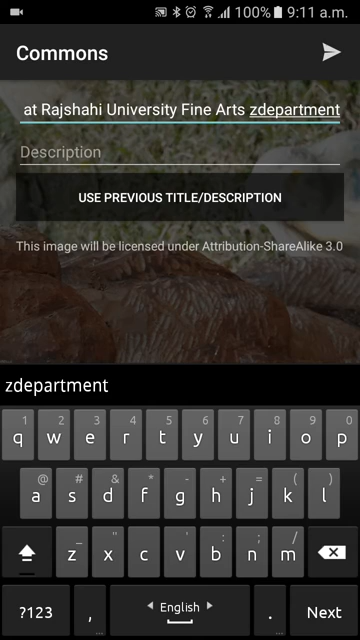 100% 9:11 a.m.
Commons
at Rajshahi University Fine Arts zdepartment
Description
USE PREVIOUS TITLE/DESCRIPTION
This image will be licensed under Attribution-ShareAlike 3.0
zdepartment
1 2 3 4 5 6 7 8 9 0
q w e r t y u i o p
@ # & * - + = ( )
a s d f g h j k l
_ " ' : ; /
z x c v b n m
?123 , ... English . ... Next